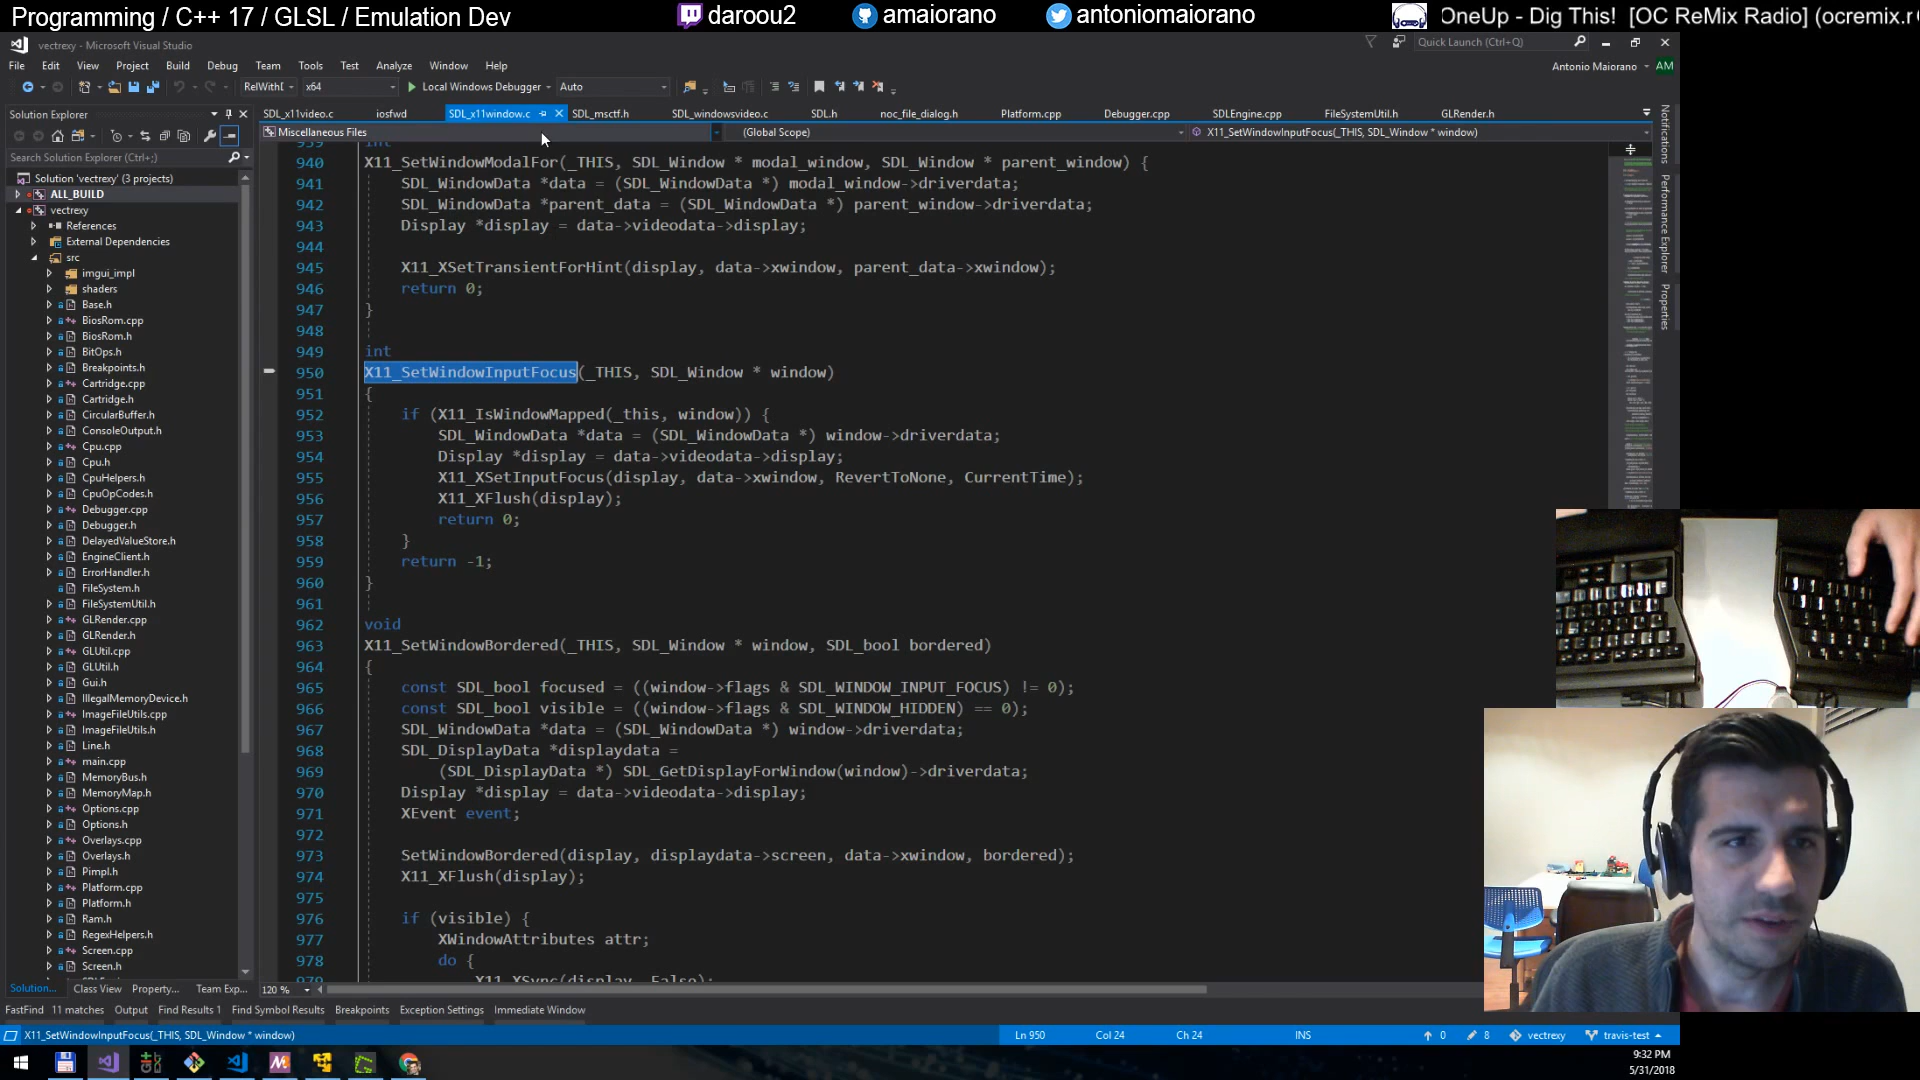 Programming / C++ 17 / GLSL / Emulation Dev
daroou2
amaiorano
antoniomaiorano
OneUp - Dig This!  [OC ReMix Radio] (ocremix.r
vectrexy - Microsoft Visual Studio
Quick Launch (Ctrl+Q)
File Edit View Project Build Debug Team Tools Test Analyze Window Help
Antonio Maiorano AM
RelWithI x64 Local Windows Debugger Auto
Solution Explorer
SDL_x11video.c iosfwd SDL_x11window.c SDL_msctf.h SDL_windowsvideo.c SDL.h noc_file_dialog.h Platform.cpp Debugger.cpp SDLEngine.cpp FileSystemUtil.h GLRender.h
Miscellaneous Files (Global Scope) X11_SetWindowInputFocus(_THIS, SDL_Window * window)
Search Solution Explorer (Ctrl+;)
Solution 'vectrexy' (3 projects)
ALL_BUILD
vectrexy
References
External Dependencies
src
imgui_impl
shaders
Base.h
BiosRom.cpp
BiosRom.h
BitOps.h
Breakpoints.h
Cartridge.cpp
Cartridge.h
CircularBuffer.h
ConsoleOutput.h
Cpu.cpp
Cpu.h
CpuHelpers.h
CpuOpCodes.h
Debugger.cpp
Debugger.h
DelayedValueStore.h
EngineClient.h
ErrorHandler.h
FileSystem.h
FileSystemUtil.h
GLRender.cpp
GLRender.h
GLUtil.cpp
GLUtil.h
Gui.h
IllegalMemoryDevice.h
ImageFileUtils.cpp
ImageFileUtils.h
Line.h
main.cpp
MemoryBus.h
MemoryMap.h
Options.cpp
Options.h
Overlays.cpp
Overlays.h
Pimpl.h
Platform.cpp
Platform.h
Ram.h
RegexHelpers.h
Screen.cpp
Screen.h
939 int
940 X11_SetWindowModalFor(_THIS, SDL_Window * modal_window, SDL_Window * parent_window) {
941 SDL_WindowData *data = (SDL_WindowData *) modal_window->driverdata;
942 SDL_WindowData *parent_data = (SDL_WindowData *) parent_window->driverdata;
943 Display *display = data->videodata->display;
944
945 X11_XSetTransientForHint(display, data->xwindow, parent_data->xwindow);
946 return 0;
947 }
948
949 int
950 X11_SetWindowInputFocus(_THIS, SDL_Window * window)
951 {
952 if (X11_IsWindowMapped(_this, window)) {
953 SDL_WindowData *data = (SDL_WindowData *) window->driverdata;
954 Display *display = data->videodata->display;
955 X11_XSetInputFocus(display, data->xwindow, RevertToNone, CurrentTime);
956 X11_XFlush(display);
957 return 0;
958 }
959 return -1;
960 }
961
962 void
963 X11_SetWindowBordered(_THIS, SDL_Window * window, SDL_bool bordered)
964 {
965 const SDL_bool focused = ((window->flags & SDL_WINDOW_INPUT_FOCUS) != 0);
966 const SDL_bool visible = ((window->flags & SDL_WINDOW_HIDDEN) == 0);
967 SDL_WindowData *data = (SDL_WindowData *) window->driverdata;
968 SDL_DisplayData *displaydata =
969 (SDL_DisplayData *) SDL_GetDisplayForWindow(window)->driverdata;
970 Display *display = data->videodata->display;
971 XEvent event;
972
973 SetWindowBordered(display, displaydata->screen, data->xwindow, bordered);
974 X11_XFlush(display);
975
976 if (visible) {
977 XWindowAttributes attr;
978 do {
979 X11_XSync(display, False);
Notifications
Performance Explorer
Properties
Solution... Class View Property... Team Exp...
120 %
FastFind 11 matches Output Find Results 1 Find Symbol Results Breakpoints Exception Settings Immediate Window
X11_SetWindowInputFocus(_THIS, SDL_Window * window) Ln 950 Col 24 Ch 24 INS 0 8 vectrexy travis-test
9:32 PM
5/31/2018